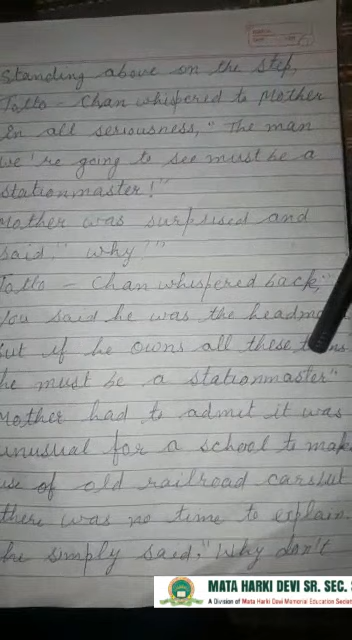 Standing above on the step,
Totto - Chan whispered to Mother
In all seriousness, "The man
we're going to see must be a
stationmaster!"
Mother was surprised and
said," why?"
Totto - Chan whispered back,"
You said he was the
but if he owns all these
he must be a stationmaster"
Mother had to admit it was
unusual for a school to make
use of old railroad cars but
there was no time to explain.
he simply said," Why don't
MATA HARKI DEVI SR. SEC.
A Division of Mata Harki Devi Memorial Education